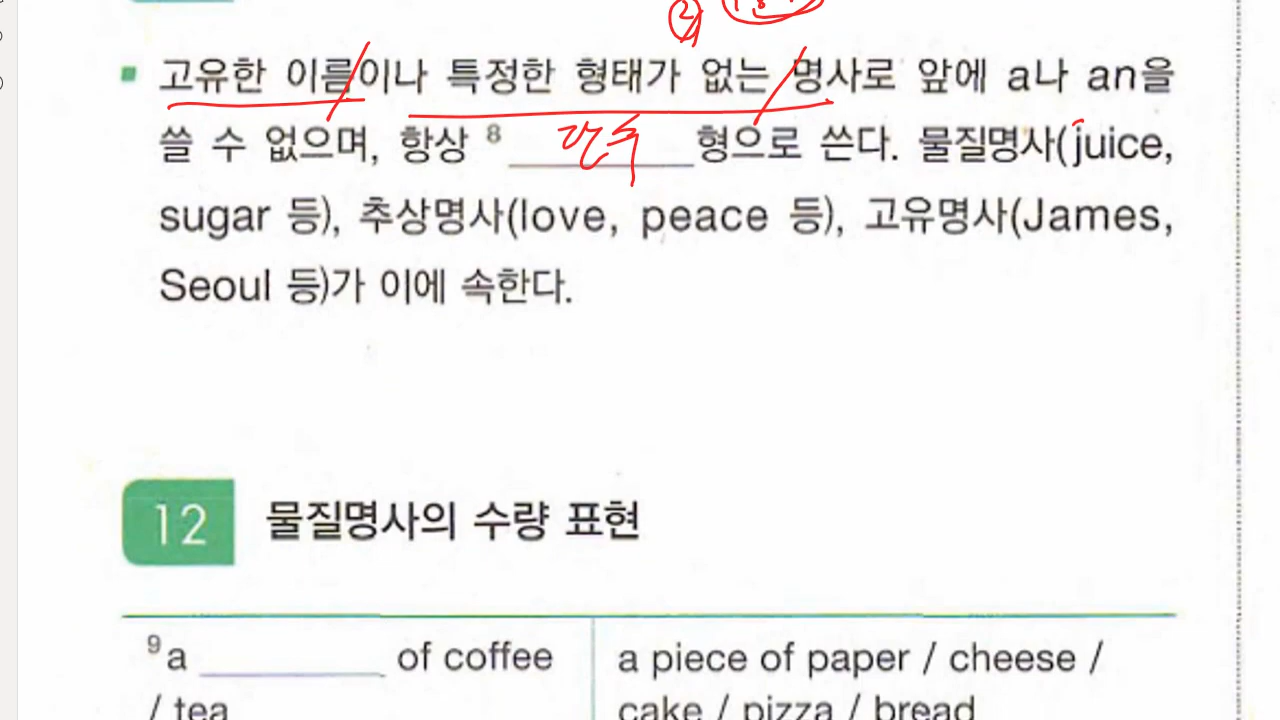 ②
■ 고유한 이름이나 특정한 형태가 없는 명사로 앞에 a나 an을
쓸 수 없으며, 항상 8 단수 형으로 쓴다. 물질명사(juice,
sugar 등), 추상명사(love, peace 등), 고유명사(James,
Seoul 등)가 이에 속한다.
12 물질명사의 수량 표현
9 a ________ of coffee
/ tea
a piece of paper / cheese /
cake / pizza / bread